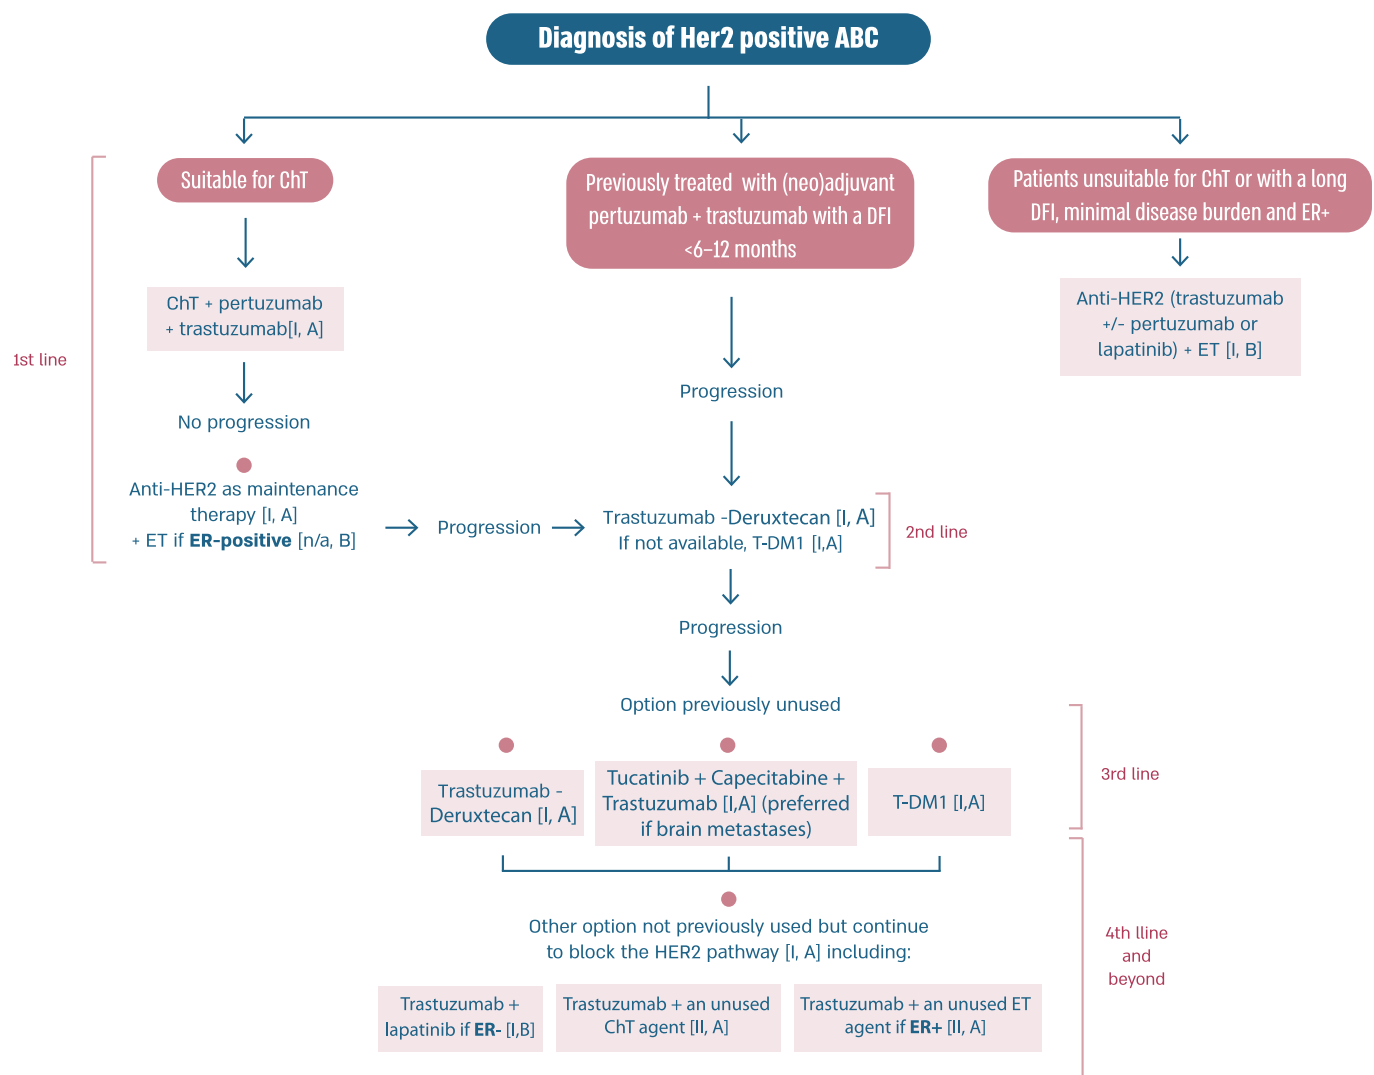 Diagnosis of Her2 positive ABC
Suitable for ChT
Previously treated with (neo)adjuvant
pertuzumab + trastuzumab with a DFI
<6–12 months
Patients unsuitable for ChT or with a long
DFI, minimal disease burden and ER+
1st line
ChT + pertuzumab
+ trastuzumab[I, A]
Anti-HER2 (trastuzumab
+/- pertuzumab or
lapatinib) + ET [I, B]
No progression
Progression
Anti-HER2 as maintenance
therapy [I, A]
+ ET if ER-positive [n/a, B]
Progression
Trastuzumab -Deruxtecan [I, A]
If not available, T-DM1 [I,A]
2nd line
Progression
Option previously unused
Trastuzumab -
Deruxtecan [I, A]
Tucatinib + Capecitabine +
Trastuzumab [I,A] (preferred
if brain metastases)
T-DM1 [I,A]
3rd line
Other option not previously used but continue
to block the HER2 pathway [I, A] including:
Trastuzumab +
lapatinib if ER- [I,B]
Trastuzumab + an unused
ChT agent [II, A]
Trastuzumab + an unused ET
agent if ER+ [II, A]
4th lline
and
beyond